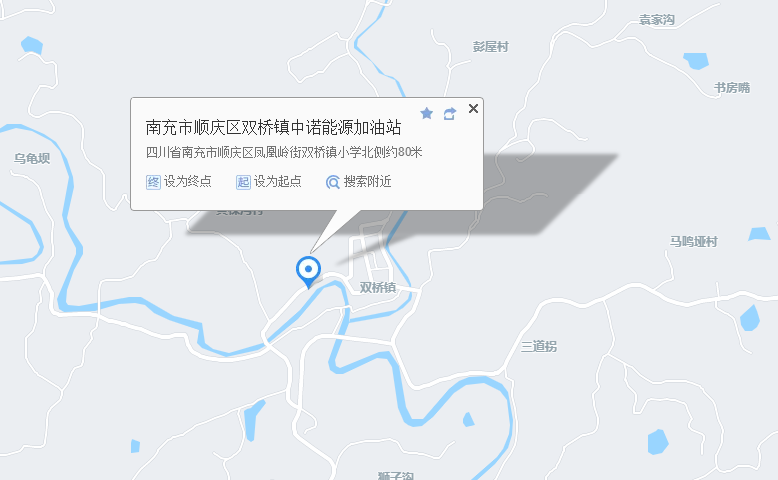 袁家沟
彭屋村
书房嘴
南充市顺庆区双桥镇中诺能源加油站
四川省南充市顺庆区凤凰岭街双桥镇小学北侧约80米
终 设为终点 起 设为起点 搜索附近
乌龟坝
马鸣垭村
双桥镇
三道拐
狮子沟